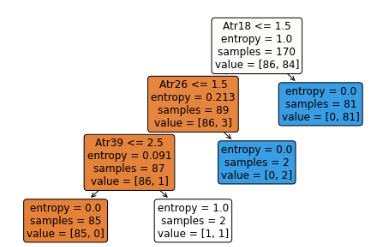 Atr18 <= 1.5
entropy = 1.0
samples = 170
value = [86, 84]
Atr26 <= 1.5
entropy = 0.213
samples = 89
value = [86, 3]
entropy = 0.0
samples = 81
value = [0, 81]
Atr39 <= 2.5
entropy = 0.091
samples = 87
value = [86, 1]
entropy = 0.0
samples = 2
value = [0, 2]
entropy = 0.0
samples = 85
value = [85, 0]
entropy = 1.0
samples = 2
value = [1, 1]